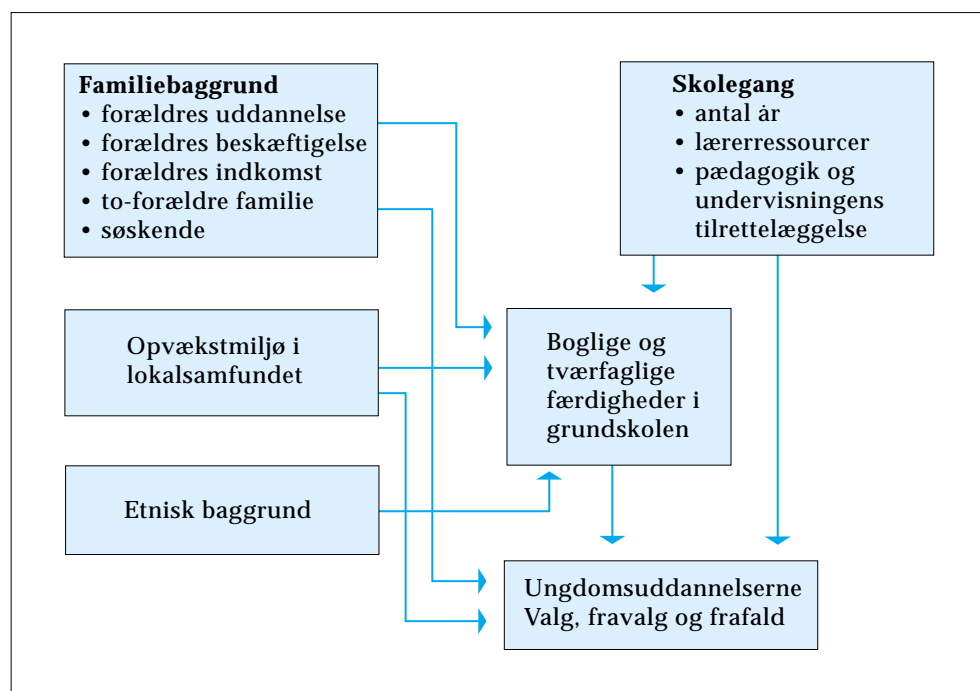 Familiebaggrund
• forældres uddannelse
• forældres beskæftigelse
• forældres indkomst
• to-forældre familie
• søskende
Skolegang
• antal år
• lærerressourcer
• pædagogik og
undervisningens
tilrettelæggelse
Opvækstmiljø i
lokalsamfundet
Boglige og
tværfaglige
færdigheder i
grundskolen
Etnisk baggrund
Ungdomsuddannelserne
Valg, fravalg og frafald